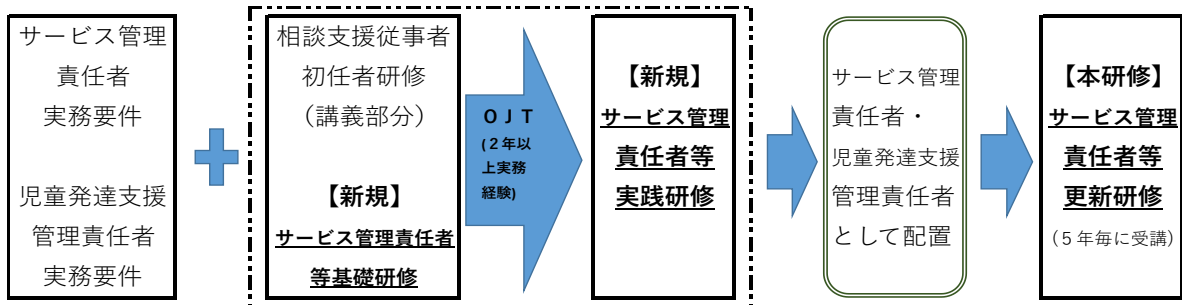 サービス管理
責任者
実務要件
児童発達支援
管理責任者
実務要件
相談支援従事者
初任者研修
（講義部分）
【新規】
サービス管理責任者
等基礎研修
ＯＪＴ
(２年以
上実務
経験)
【新規】
サービス管理
責任者等
実践研修
サービス管理
責任者・
児童発達支援
管理責任者
として配置
【本研修】
サービス管理
責任者等
更新研修
（５年毎に受講）